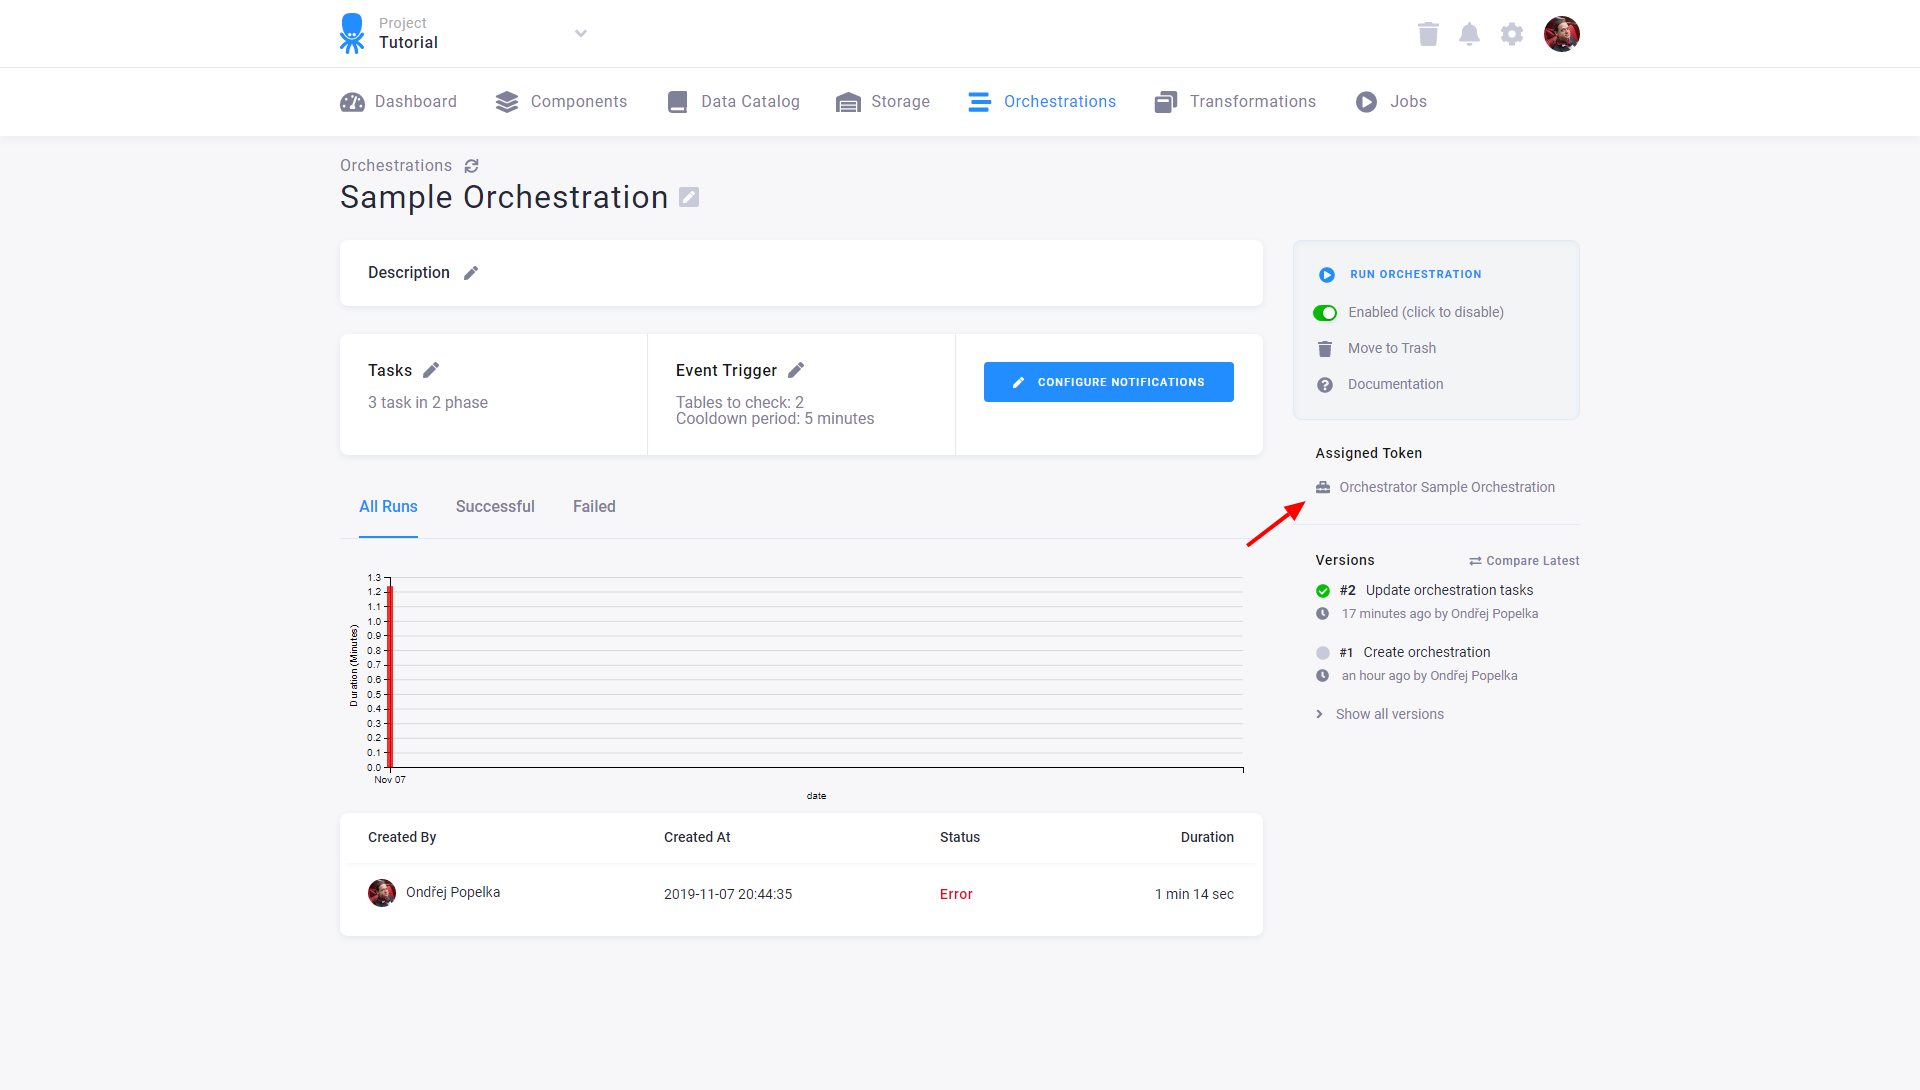 Project
Tutorial
Dashboard
Components
Data Catalog
Storage
Orchestrations
Transformations
Jobs
Orchestrations
Sample Orchestration
Description
Tasks
3 task in 2 phase
Event Trigger
Tables to check: 2
Cooldown period: 5 minutes
CONFIGURE NOTIFICATIONS
RUN ORCHESTRATION
Enabled (click to disable)
Move to Trash
Documentation
Assigned Token
Orchestrator Sample Orchestration
Versions
Compare Latest
#2 Update orchestration tasks
17 minutes ago by Ondřej Popelka
#1 Create orchestration
an hour ago by Ondřej Popelka
Show all versions
All Runs
Successful
Failed
1.3
1.2
1.1
1.0
0.9
0.8
0.7
0.6
0.5
0.4
0.3
0.2
0.1
0.0
Duration (Minutes)
Nov 07
date
Created By
Created At
Status
Duration
Ondřej Popelka
2019-11-07 20:44:35
Error
1 min 14 sec